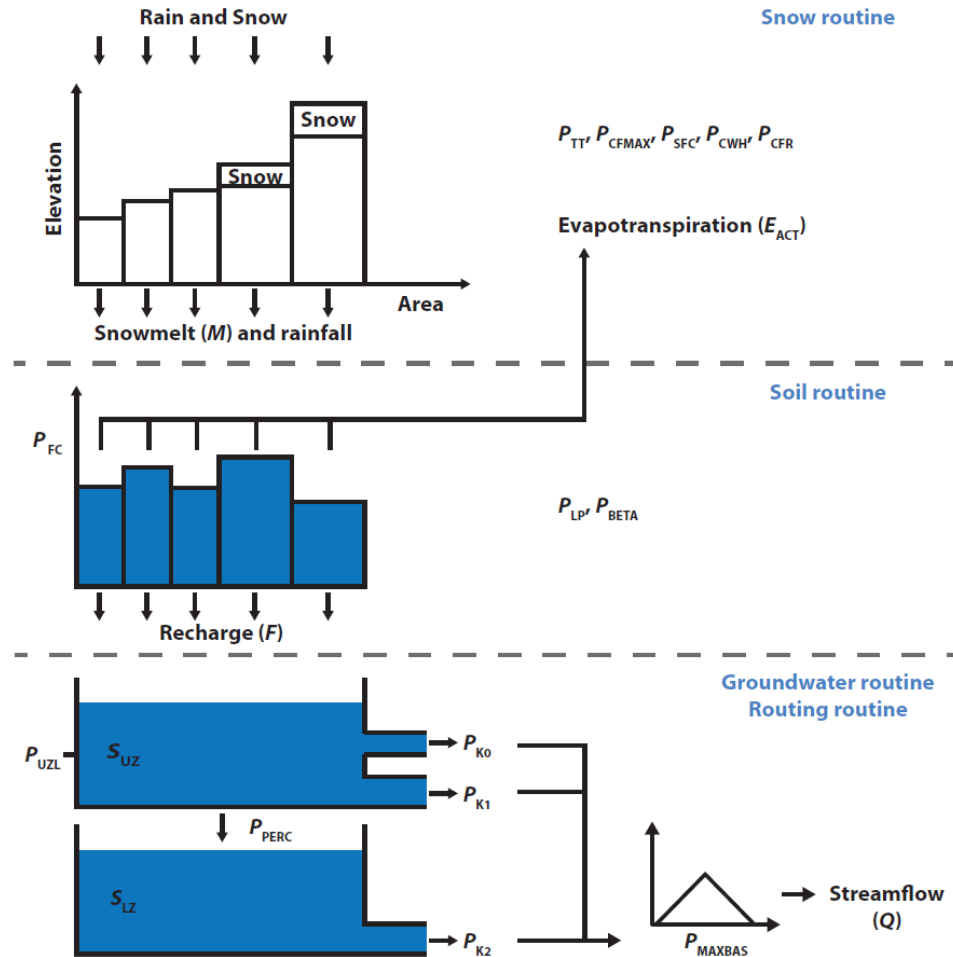 Rain and Snow
Snow routine
Snow
Snow
Elevation
Area
P_TT, P_CFMAX, P_SFC, P_CWH, P_CFR
Evapotranspiration (E_ACT)
Snowmelt (M) and rainfall
Soil routine
P_FC
P_LP, P_BETA
Recharge (F)
Groundwater routine
Routing routine
P_UZL
S_UZ
P_K0
P_K1
P_PERC
S_LZ
P_K2
P_MAXBAS
Streamflow
(Q)